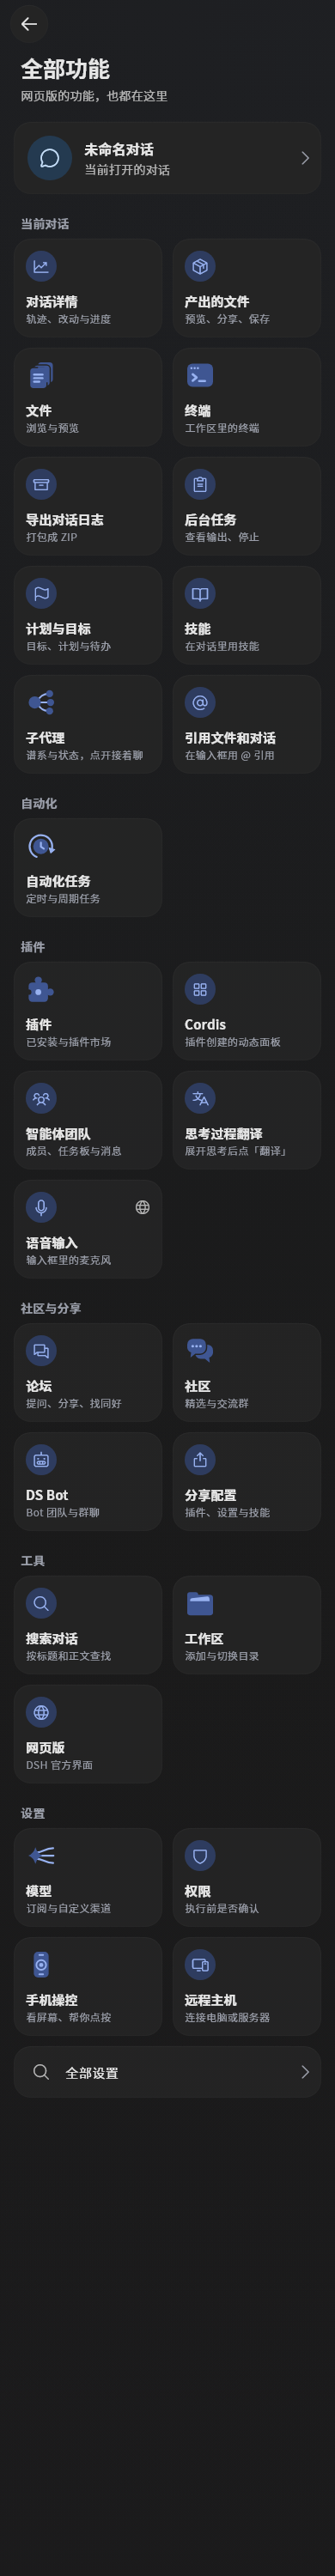 全部功能
网页版的功能，也都在这里
未命名对话
当前打开的对话
当前对话
对话详情
轨迹、改动与进度
产出的文件
预览、分享、保存
文件
浏览与预览
终端
工作区里的终端
导出对话日志
打包成 ZIP
后台任务
查看输出、停止
计划与目标
目标、计划与待办
技能
在对话里用技能
子代理
谱系与状态，点开接着聊
引用文件和对话
在输入框用 @ 引用
自动化
自动化任务
定时与周期任务
插件
插件
已安装与插件市场
Cordis
插件创建的动态面板
智能体团队
成员、任务板与消息
思考过程翻译
展开思考后点「翻译」
语音输入
输入框里的麦克风
社区与分享
论坛
提问、分享、找同好
社区
精选与交流群
DS Bot
Bot 团队与群聊
分享配置
插件、设置与技能
工具
搜索对话
按标题和正文查找
工作区
添加与切换目录
网页版
DSH 官方界面
设置
模型
订阅与自定义渠道
权限
执行前是否确认
手机操控
看屏幕、帮你点按
远程主机
连接电脑或服务器
全部设置